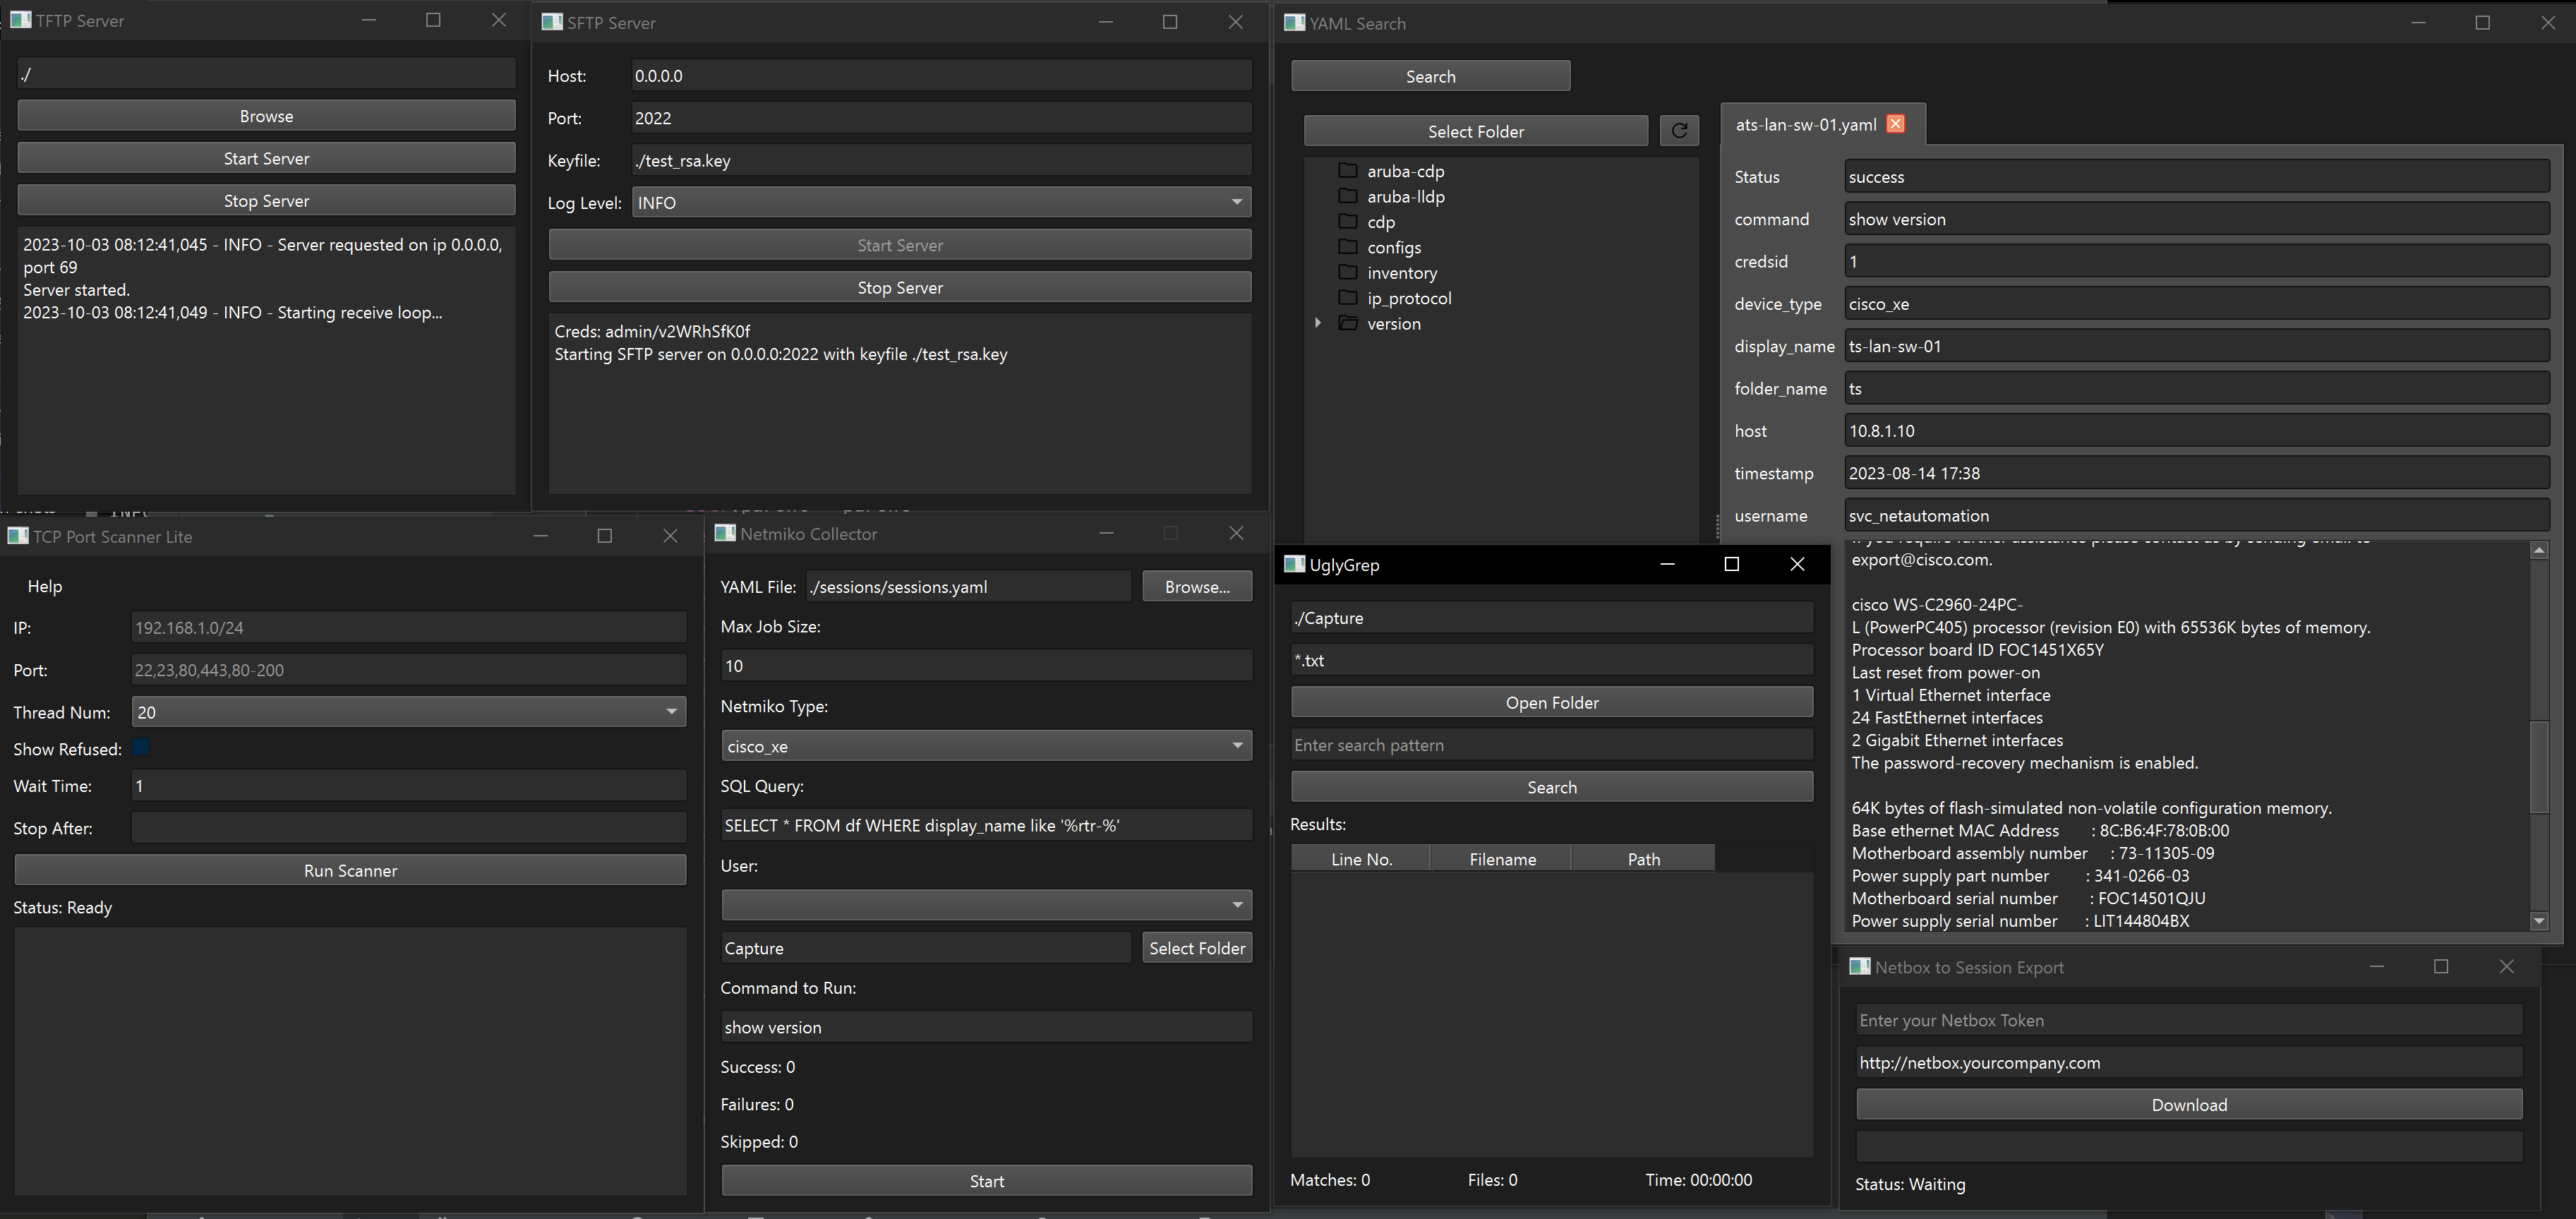 TFTP Server
./
Browse
Start Server
Stop Server
2023-10-03 08:12:41,045 - INFO - Server requested on ip 0.0.0.0,
port 69
Server started.
2023-10-03 08:12:41,049 - INFO - Starting receive loop...
SFTP Server
Host: 0.0.0.0
Port: 2022
Keyfile: ./test_rsa.key
Log Level: INFO
Start Server
Stop Server
Creds: admin/v2WRhSfK0f
Starting SFTP server on 0.0.0.0:2022 with keyfile ./test_rsa.key
YAML Search
Search
Select Folder
aruba-cdp
aruba-lldp
cdp
configs
inventory
ip_protocol
version
ats-lan-sw-01.yaml
Status success
command show version
credsid 1
device_type cisco_xe
display_name ts-lan-sw-01
folder_name ts
host 10.8.1.10
timestamp 2023-08-14 17:38
username svc_netautomation
If you require further assistance please contact us by sending email to
export@cisco.com.
cisco WS-C2960-24PC-
L (PowerPC405) processor (revision E0) with 65536K bytes of memory.
Processor board ID FOC1451X65Y
Last reset from power-on
1 Virtual Ethernet interface
24 FastEthernet interfaces
2 Gigabit Ethernet interfaces
The password-recovery mechanism is enabled.
64K bytes of flash-simulated non-volatile configuration memory.
Base ethernet MAC Address : 8C:B6:4F:78:0B:00
Motherboard assembly number : 73-11305-09
Power supply part number : 341-0266-03
Motherboard serial number : FOC14501QJU
Power supply serial number : LIT144804BX
TCP Port Scanner Lite
Help
IP: 192.168.1.0/24
Port: 22,23,80,443,80-200
Thread Num: 20
Show Refused:
Wait Time: 1
Stop After:
Run Scanner
Status: Ready
Netmiko Collector
YAML File: ./sessions/sessions.yaml Browse...
Max Job Size:
10
Netmiko Type:
cisco_xe
SQL Query:
SELECT * FROM df WHERE display_name like '%rtr-%'
User:
Capture Select Folder
Command to Run:
show version
Success: 0
Failures: 0
Skipped: 0
Start
UglyGrep
./Capture
*.txt
Open Folder
Enter search pattern
Search
Results:
Line No. Filename Path
Matches: 0 Files: 0 Time: 00:00:00
Netbox to Session Export
Enter your Netbox Token
http://netbox.yourcompany.com
Download
Status: Waiting